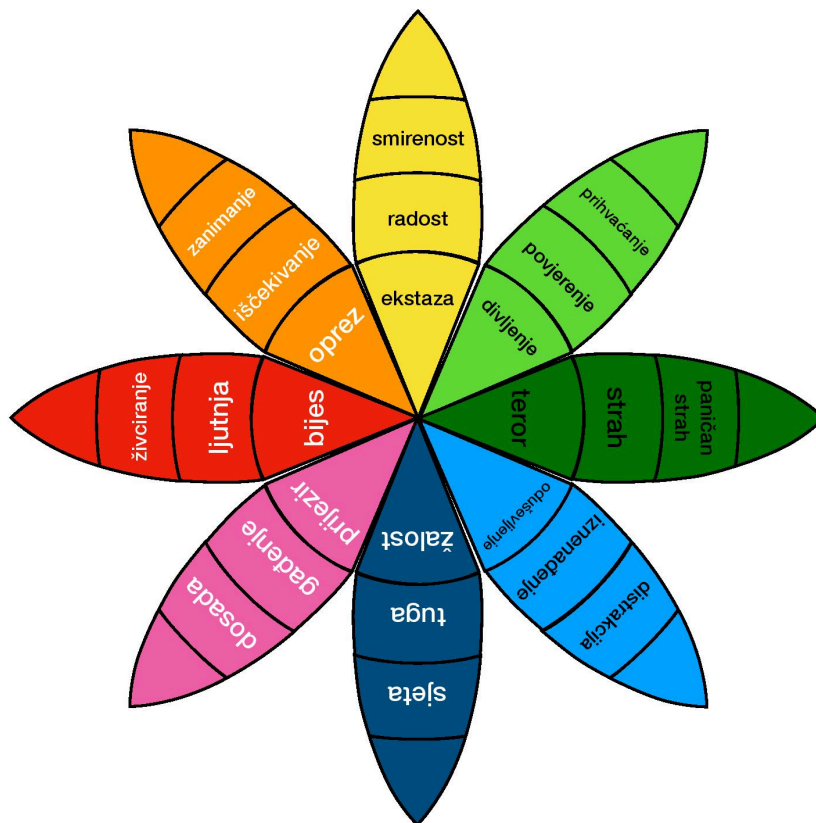 smirenost
radost
ekstaza
prihvaćanje
povjerenje
divljenje
paničan
strah
strah
teror
oduševljenje
iznenađenje
distrakcija
žalost
tuga
sjeta
prijezir
gađenje
dosada
bijes
ljutnja
živciranje
oprez
iščekivanje
zanimanje